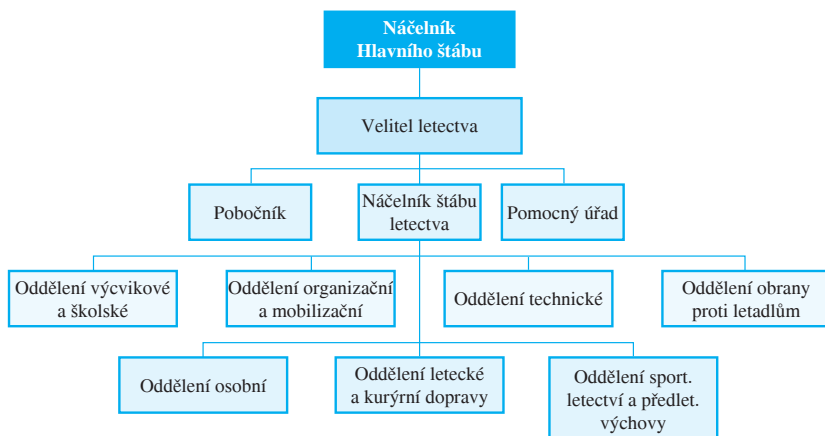 Náčelník
Hlavního štábu
Velitel letectva
Pobočník
Náčelník štábu
letectva
Pomocný úřad
Oddělení výcvikové
a školské
Oddělení organizační
a mobilizační
Oddělení technické
Oddělení obrany
proti letadlům
Oddělení osobní
Oddělení letecké
a kurýrní dopravy
Oddělení sport.
letectví a předlet.
výchovy